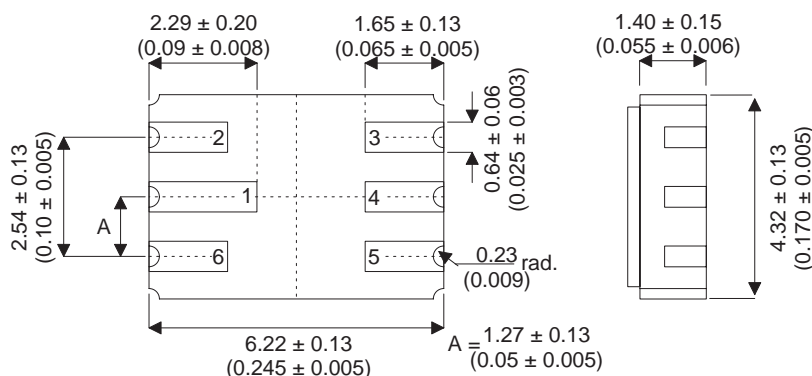 2.29 ± 0.20
(0.09 ± 0.008)
1.65 ± 0.13
(0.065 ± 0.005)
1.40 ± 0.15
(0.055 ± 0.006)
2
3
0.64 ± 0.06
(0.025 ± 0.003)
2.54 ± 0.13
(0.10 ± 0.005)
A
1
4
4.32 ± 0.13
(0.170 ± 0.005)
6
5
0.23 rad.
(0.009)
6.22 ± 0.13
(0.245 ± 0.005)
A = 1.27 ± 0.13
(0.05 ± 0.005)